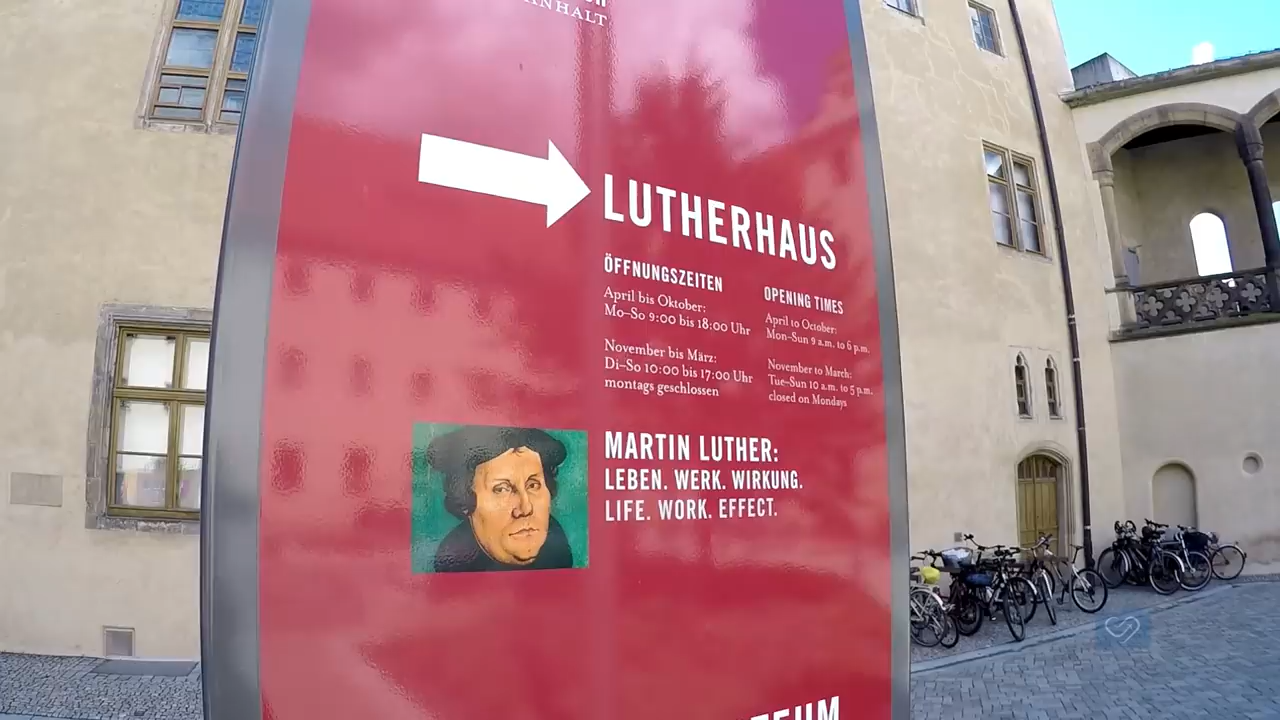 ANHALT
LUTHERHAUS
ÖFFNUNGSZEITEN
April bis Oktober:
Mo–So 9:00 bis 18:00 Uhr
November bis März:
Di–So 10:00 bis 17:00 Uhr
montags geschlossen
OPENING TIMES
April to October:
Mon–Sun 9 a.m. to 6 p.m.
November to March:
Tue–Sun 10 a.m. to 5 p.m.
closed on Mondays
MARTIN LUTHER:
LEBEN. WERK. WIRKUNG.
LIFE. WORK. EFFECT.